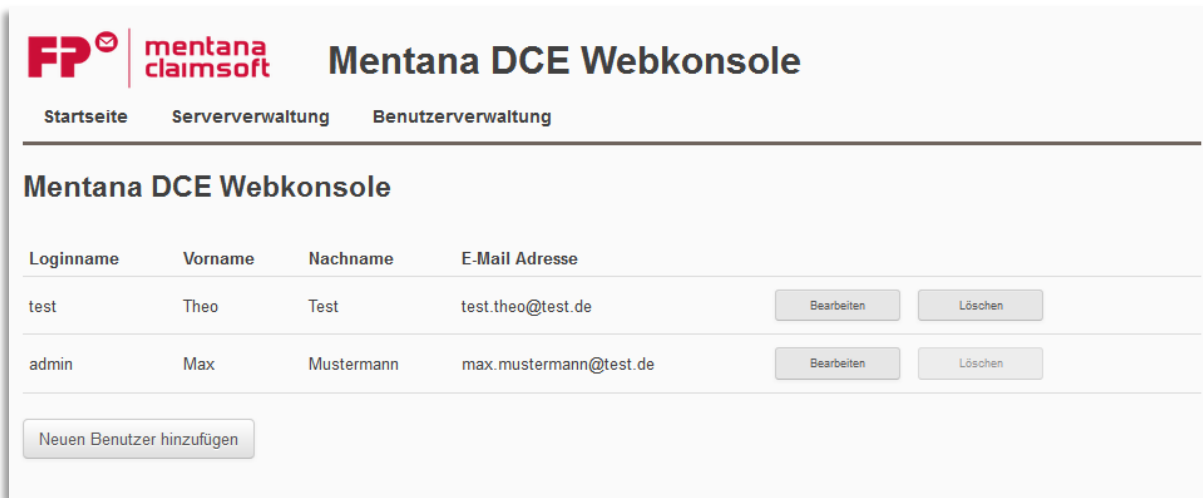 FP mentana claimsoft Mentana DCE Webkonsole
Startseite Serververwaltung Benutzerverwaltung
Mentana DCE Webkonsole
Loginname Vorname Nachname E-Mail Adresse
test Theo Test test.theo@test.de Bearbeiten Löschen
admin Max Mustermann max.mustermann@test.de Bearbeiten Löschen
Neuen Benutzer hinzufügen